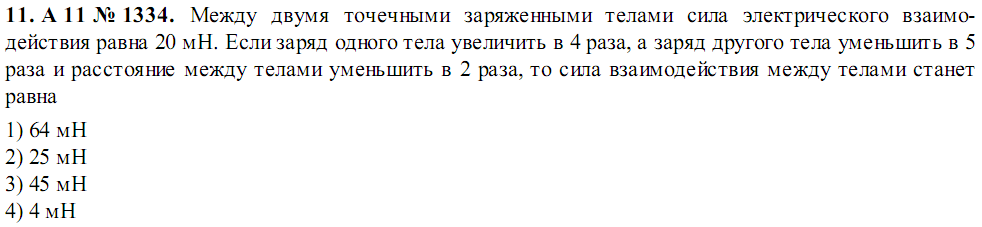 11. А 11 № 1334. Между двумя точечными заряженными телами сила электрического взаимо-
действия равна 20 мН. Если заряд одного тела увеличить в 4 раза, а заряд другого тела уменьшить в 5
раза и расстояние между телами уменьшить в 2 раза, то сила взаимодействия между телами станет
равна
1) 64 мН
2) 25 мН
3) 45 мН
4) 4 мН